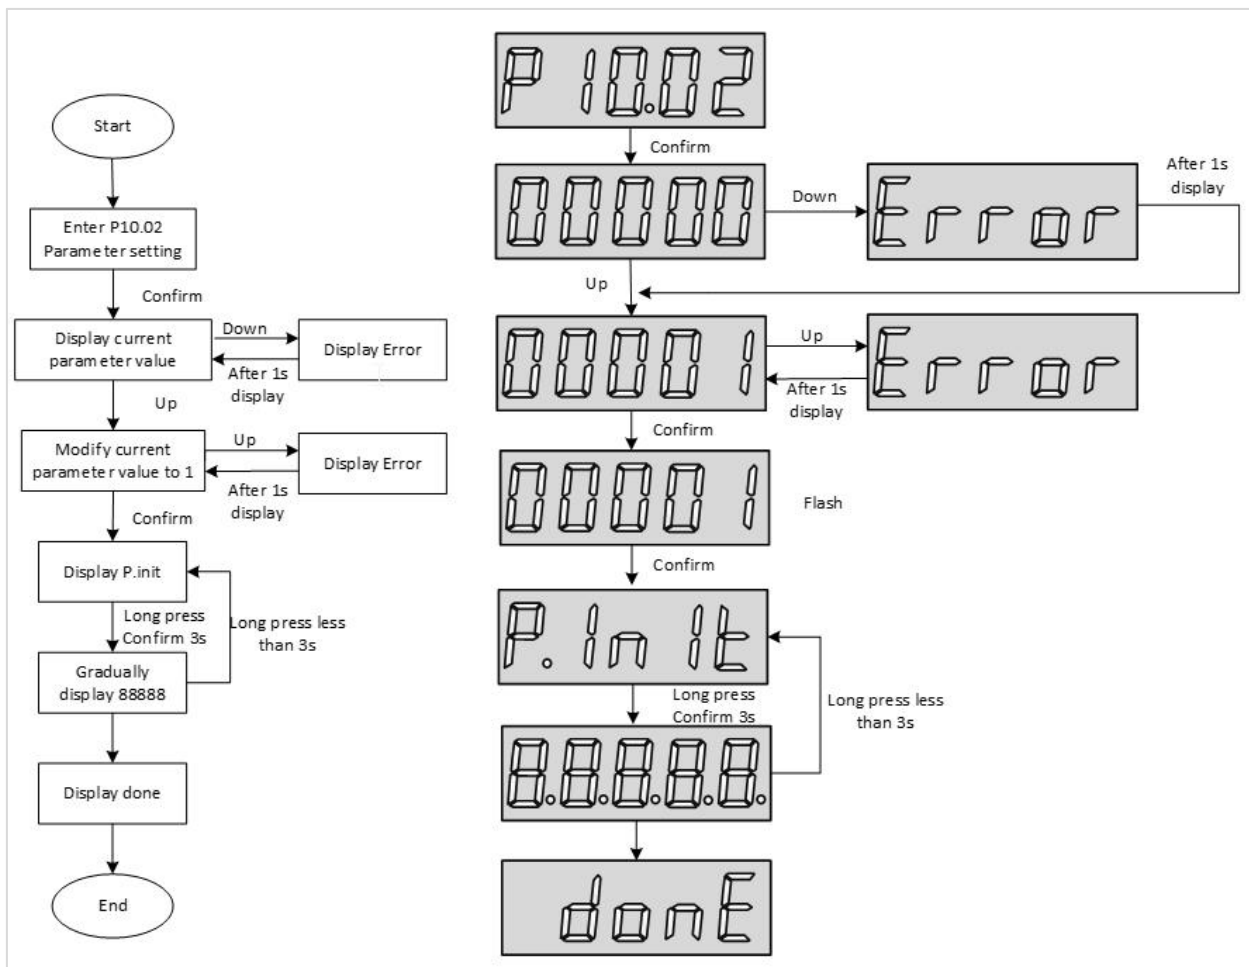 Start
Enter P10.02
Parameter setting
Confirm
Display current
parameter value
Down
After 1s
display
Display Error
Up
Modify current
parameter value to 1
Up
After 1s
display
Display Error
Confirm
Display P.init
Long press
Confirm 3s
Long press less
than 3s
Gradually
display 88888
Display done
End
P10.02
Confirm
00000
Down
Error
After 1s
display
Up
00001
Up
After 1s
display
Error
Confirm
00001
Flash
Confirm
P.1n1t
Long press
Confirm 3s
Long press less
than 3s
8.8.8.8.8.
donE